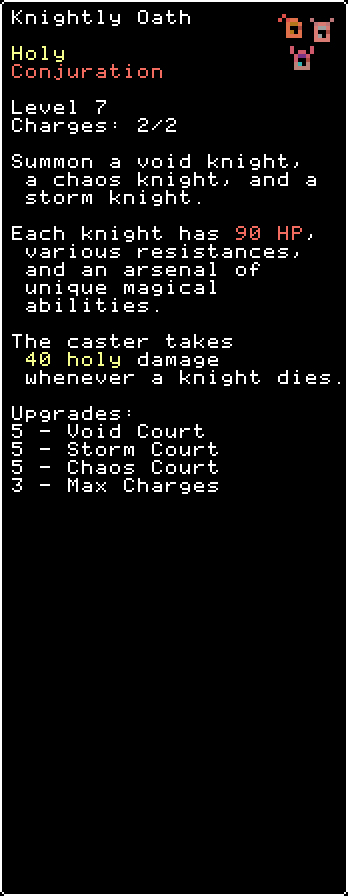 Knightly Oath
Holy
Conjuration
Level 7
Charges: 2/2
Summon a void knight,
a chaos knight, and a
storm knight.
Each knight has 90 HP,
various resistances,
and an arsenal of
unique magical
abilities.
The caster takes
40 holy damage
whenever a knight dies.
Upgrades:
5 - Void Court
5 - Storm Court
5 - Chaos Court
3 - Max Charges